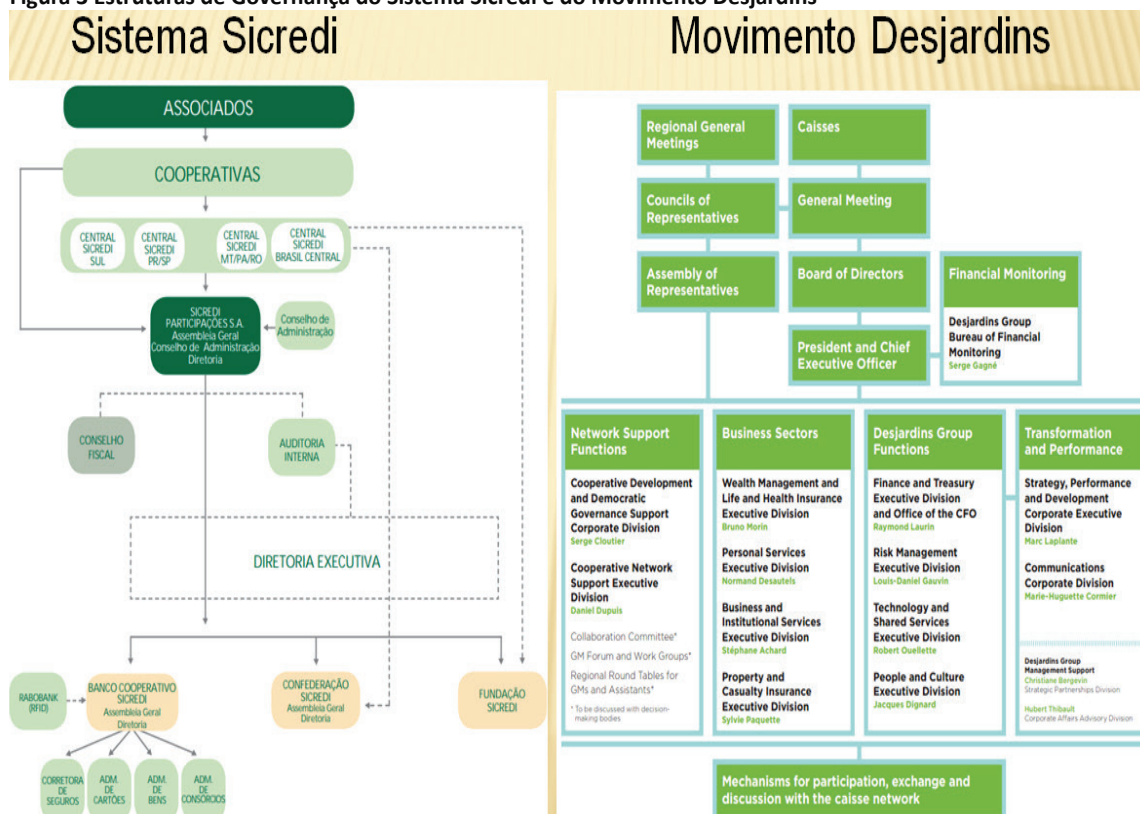 Figura 3 Estruturas de Governança do Sistema Sicredi e do Movimento Desjardins
Sistema Sicredi
ASSOCIADOS
COOPERATIVAS
CENTRAL
SICREDI
SUL
CENTRAL
SICREDI
PR/SP
CENTRAL
SICREDI
MT/PA/RO
CENTRAL
SICREDI
BRASIL CENTRAL
SICREDI
PARTICIPAÇÕES S.A.
Assembleia Geral
Conselho de Administração
Diretoria
Conselho de
Administração
CONSELHO
FISCAL
AUDITORIA
INTERNA
DIRETORIA EXECUTIVA
RABOBANK
(RFID)
BANCO COOPERATIVO
SICREDI
Assembleia Geral
Diretoria
CONFEDERAÇÃO
SICREDI
Assembleia Geral
Diretoria
FUNDAÇÃO
SICREDI
CORRETORA
DE
SEGUROS
ADM.
DE
CARTÕES
ADM.
DE
BENS
ADM.
DE
CONSÓRCIOS
Movimento Desjardins
Regional General
Meetings
Caisses
Councils of
Representatives
General Meeting
Assembly of
Representatives
Board of Directors
Financial Monitoring
Desjardins Group
Bureau of Financial
Monitoring
Serge Gagné
President and Chief
Executive Officer
Network Support
Functions
Cooperative Development
and Democratic
Governance Support
Corporate Division
Serge Cloutier
Cooperative Network
Support Executive
Division
Daniel Dupuis
Collaboration Committee*
GM Forum and Work Groups*
Regional Round Tables for
GMs and Assistants*
* To be discussed with decision-
making bodies
Business Sectors
Wealth Management and
Life and Health Insurance
Executive Division
Bruno Morin
Personal Services
Executive Division
Normand Desautels
Business and
Institutional Services
Executive Division
Stéphane Achard
Property and
Casualty Insurance
Executive Division
Sylvie Paquette
Desjardins Group
Functions
Finance and Treasury
Executive Division
and Office of the CFO
Raymond Laurin
Risk Management
Executive Division
Louis-Daniel Gauvin
Technology and
Shared Services
Executive Division
Robert Ouellette
People and Culture
Executive Division
Jacques Dignard
Transformation
and Performance
Strategy, Performance
and Development
Corporate Executive
Division
Marc Laplante
Communications
Corporate Division
Marie-Huguette Cormier
Desjardins Group
Management Support
Christiane Bergevin
Strategic Partnerships Division
Hubert Thibault
Corporate Affairs Advisory Division
Mechanisms for participation, exchange and
discussion with the caisse network